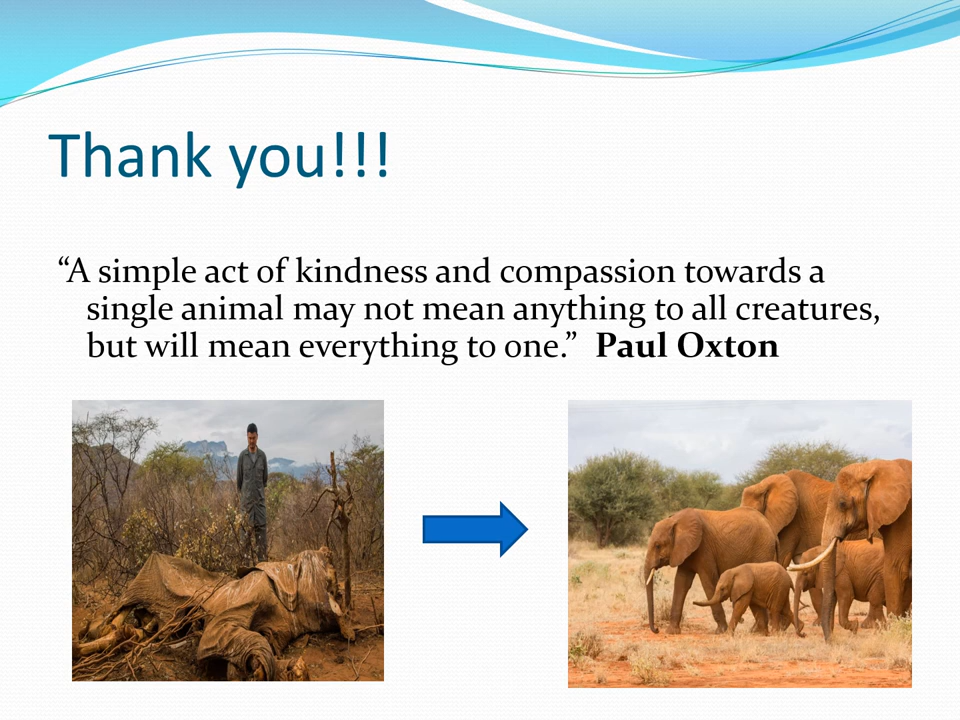 Thank you!!!
“A simple act of kindness and compassion towards a
single animal may not mean anything to all creatures,
but will mean everything to one.” Paul Oxton